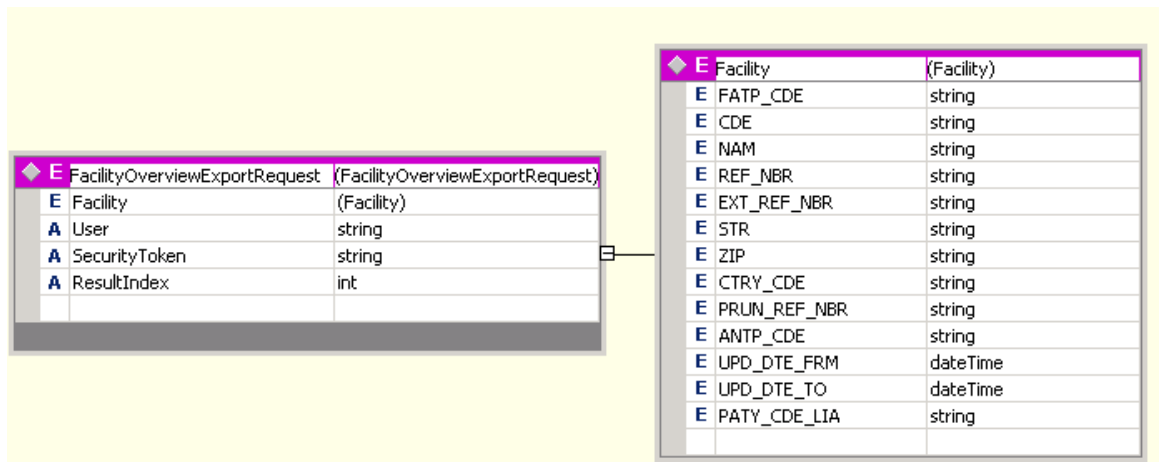 E FacilityOverviewExportRequest (FacilityOverviewExportRequest)
E Facility (Facility)
A User string
A SecurityToken string
A ResultIndex int
E Facility (Facility)
E FATP_CDE string
E CDE string
E NAM string
E REF_NBR string
E EXT_REF_NBR string
E STR string
E ZIP string
E CTRY_CDE string
E PRUN_REF_NBR string
E ANTP_CDE string
E UPD_DTE_FRM dateTime
E UPD_DTE_TO dateTime
E PATY_CDE_LIA string